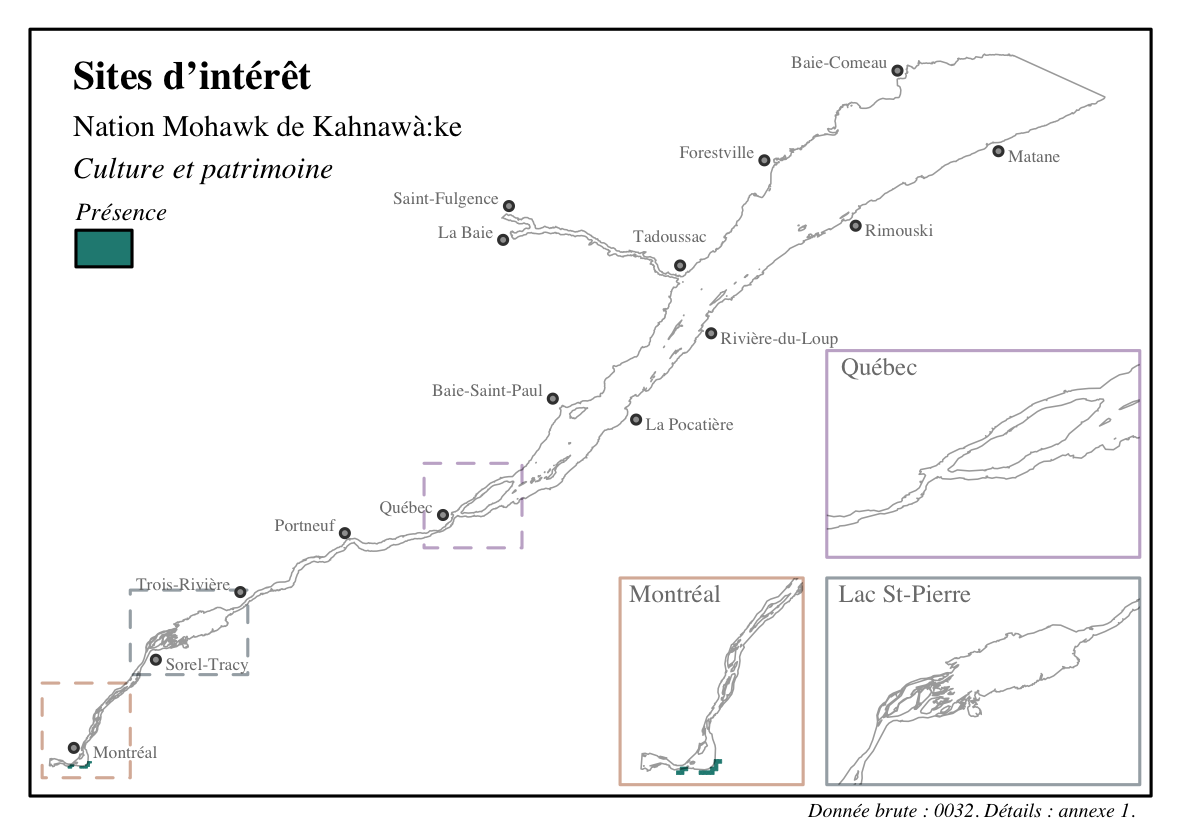 Sites d’intérêt
Nation Mohawk de Kahnawà:ke
Culture et patrimoine
Présence
Baie-Comeau
Forestville
Matane
Saint-Fulgence
La Baie
Tadoussac
Rimouski
Rivière-du-Loup
Baie-Saint-Paul
La Pocatière
Québec
Portneuf
Trois-Rivière
Sorel-Tracy
Montréal
Québec
Montréal
Lac St-Pierre
Donnée brute : 0032. Détails : annexe 1.